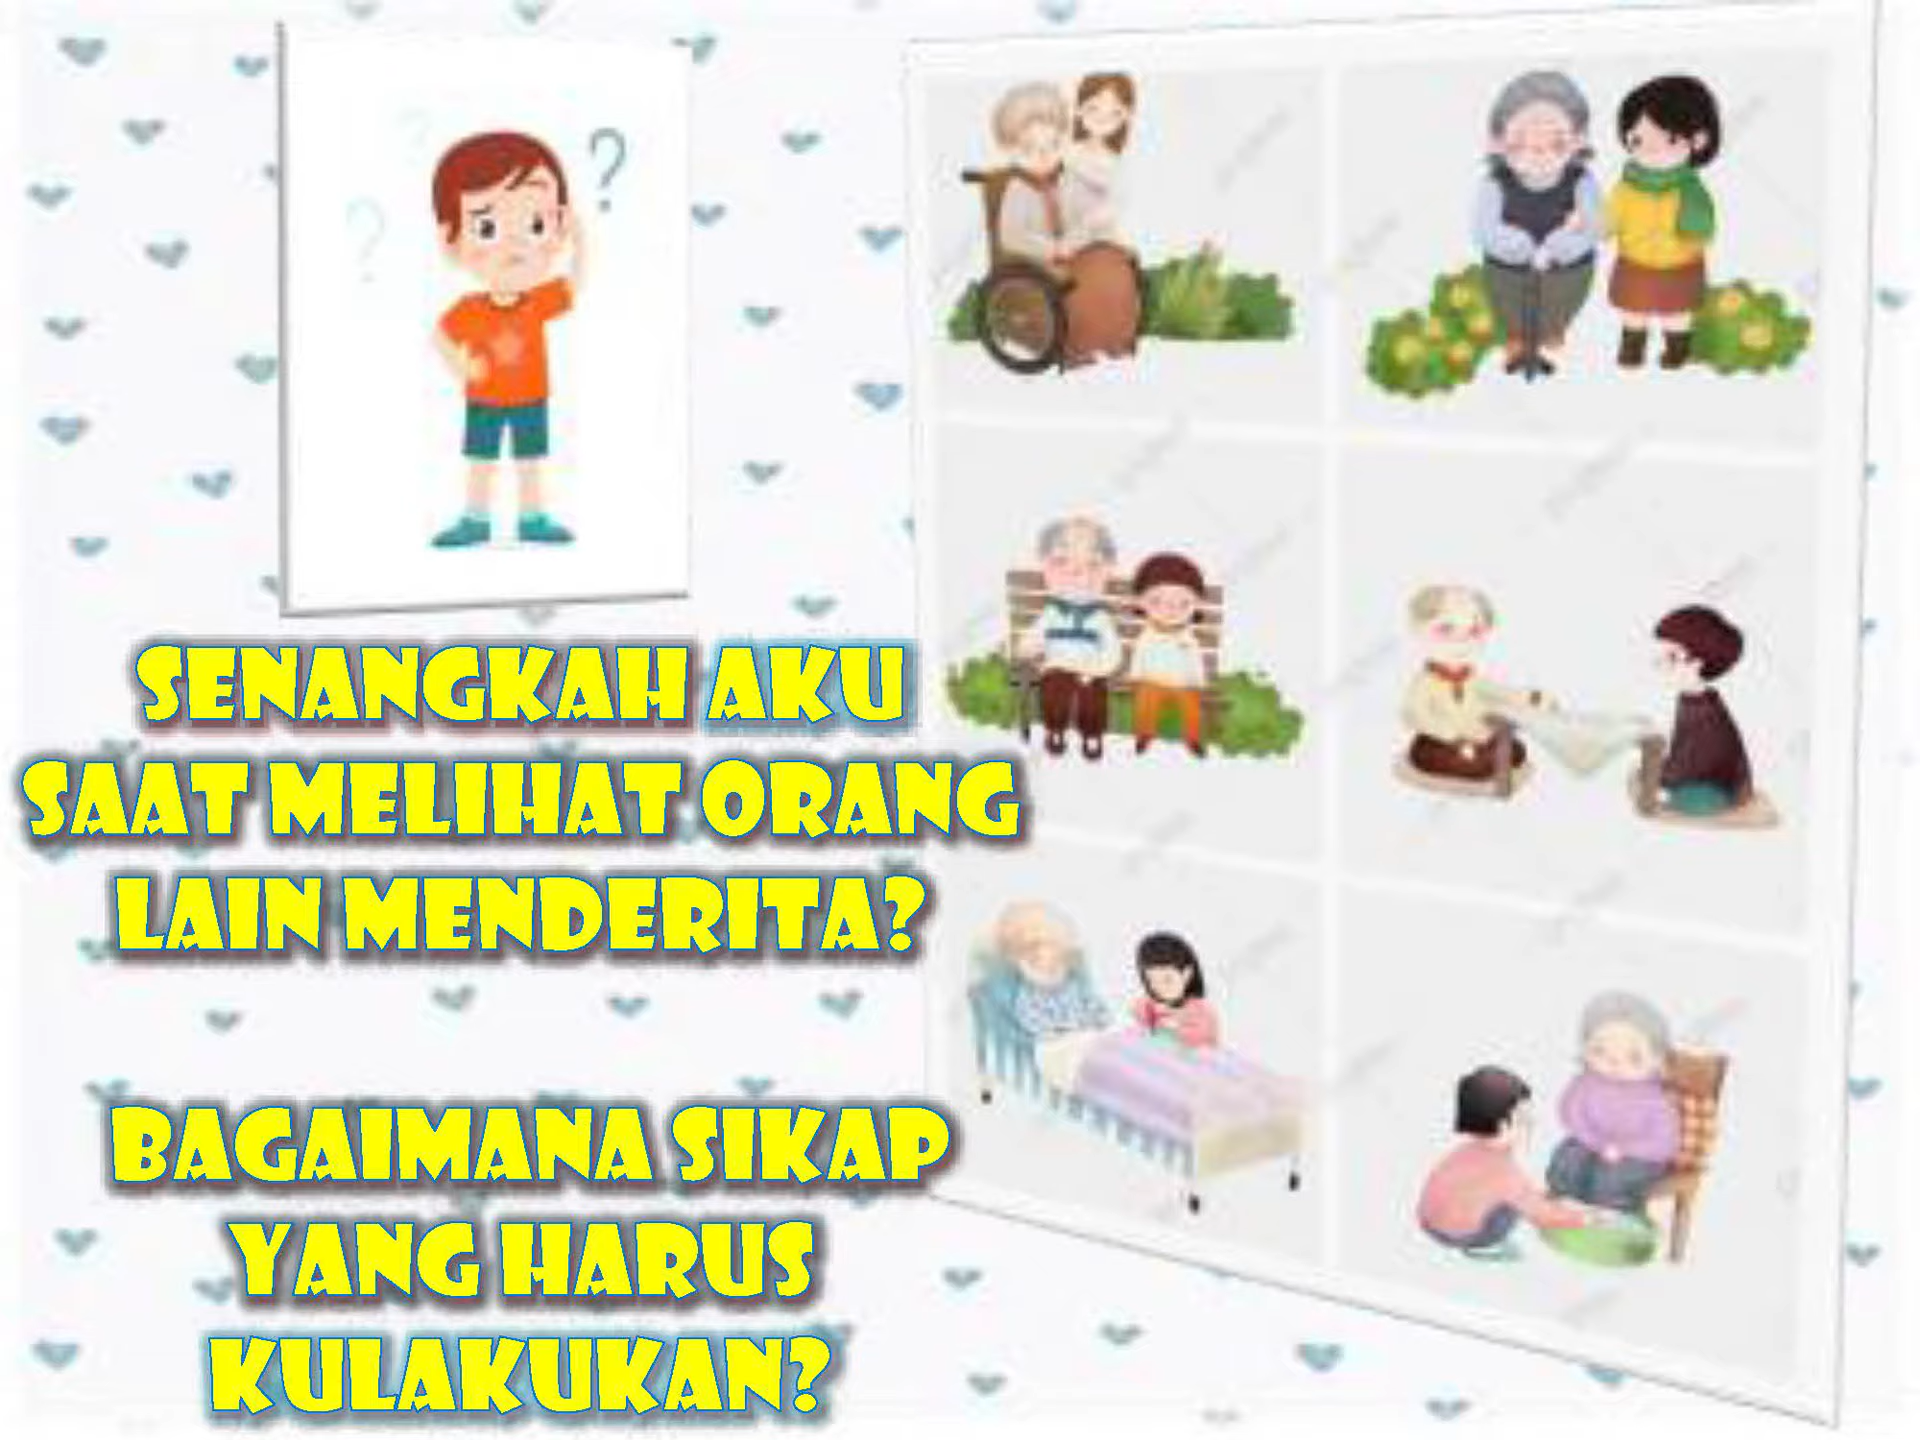 SENANGKAH AKU
SAAT MELIHAT ORANG
LAIN MENDERITA?
BAGAIMANA SIKAP
YANG HARUS
KULAKUKAN?